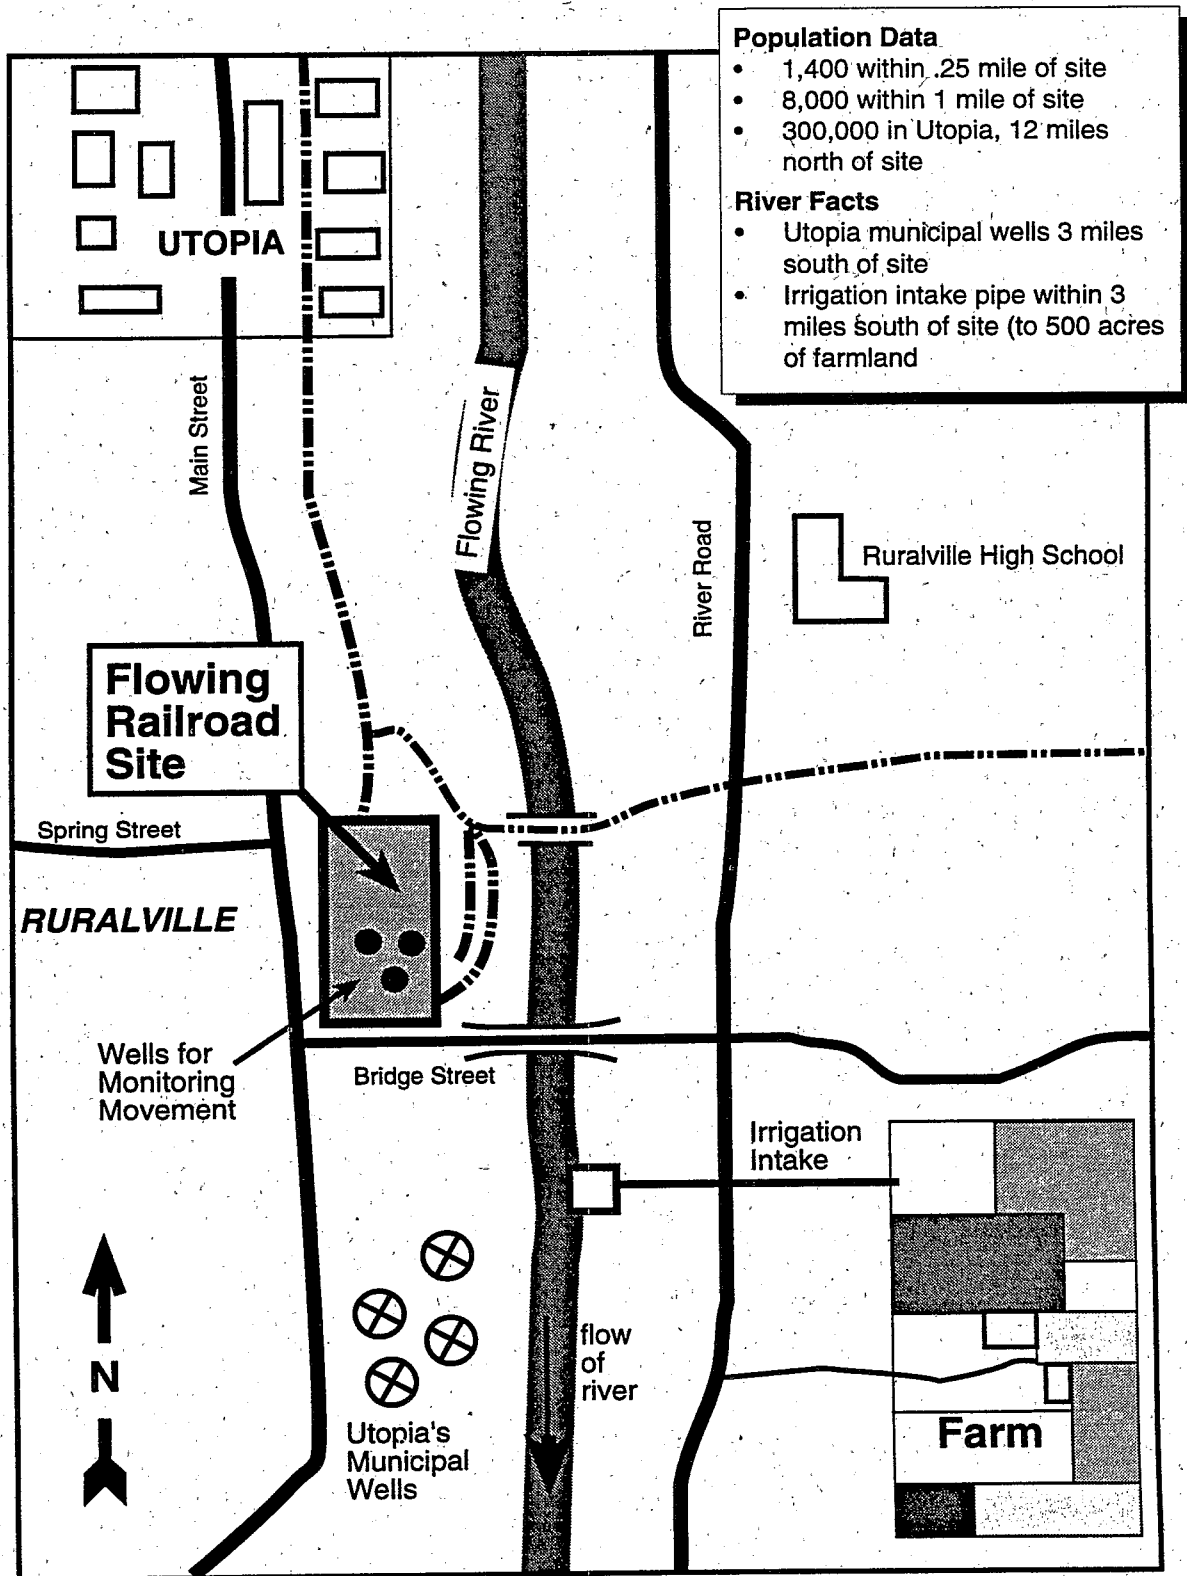 Population Data
• 1,400 within .25 mile of site
• 8,000 within 1 mile of site
• 300,000 in Utopia, 12 miles
north of site
River Facts
• Utopia municipal wells 3 miles
south of site
• Irrigation intake pipe within 3
miles south of site (to 500 acres
of farmland
UTOPIA
Main Street
Flowing River
River Road
Ruralville High School
Flowing
Railroad
Site
Spring Street
RURALVILLE
Wells for
Monitoring
Movement
Bridge Street
Irrigation
Intake
N
flow
of
river
Utopia's
Municipal
Wells
Farm